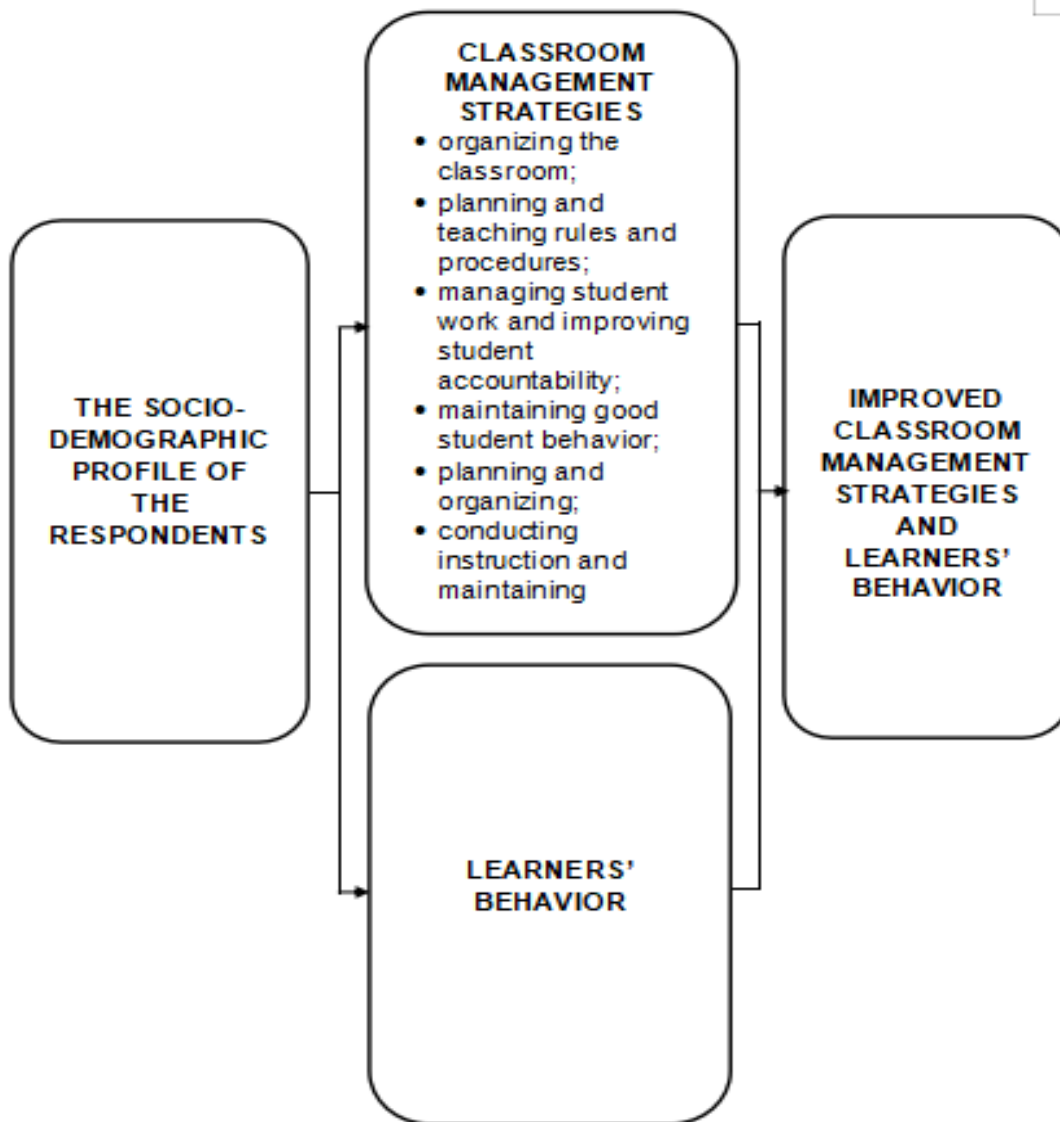 THE SOCIO-
DEMOGRAPHIC
PROFILE OF
THE
RESPONDENTS
CLASSROOM
MANAGEMENT
STRATEGIES
• organizing the
classroom;
• planning and
teaching rules and
procedures;
• managing student
work and improving
student
accountability;
• maintaining good
student behavior;
• planning and
organizing;
• conducting
instruction and
maintaining
LEARNERS’
BEHAVIOR
IMPROVED
CLASSROOM
MANAGEMENT
STRATEGIES
AND
LEARNERS’
BEHAVIOR